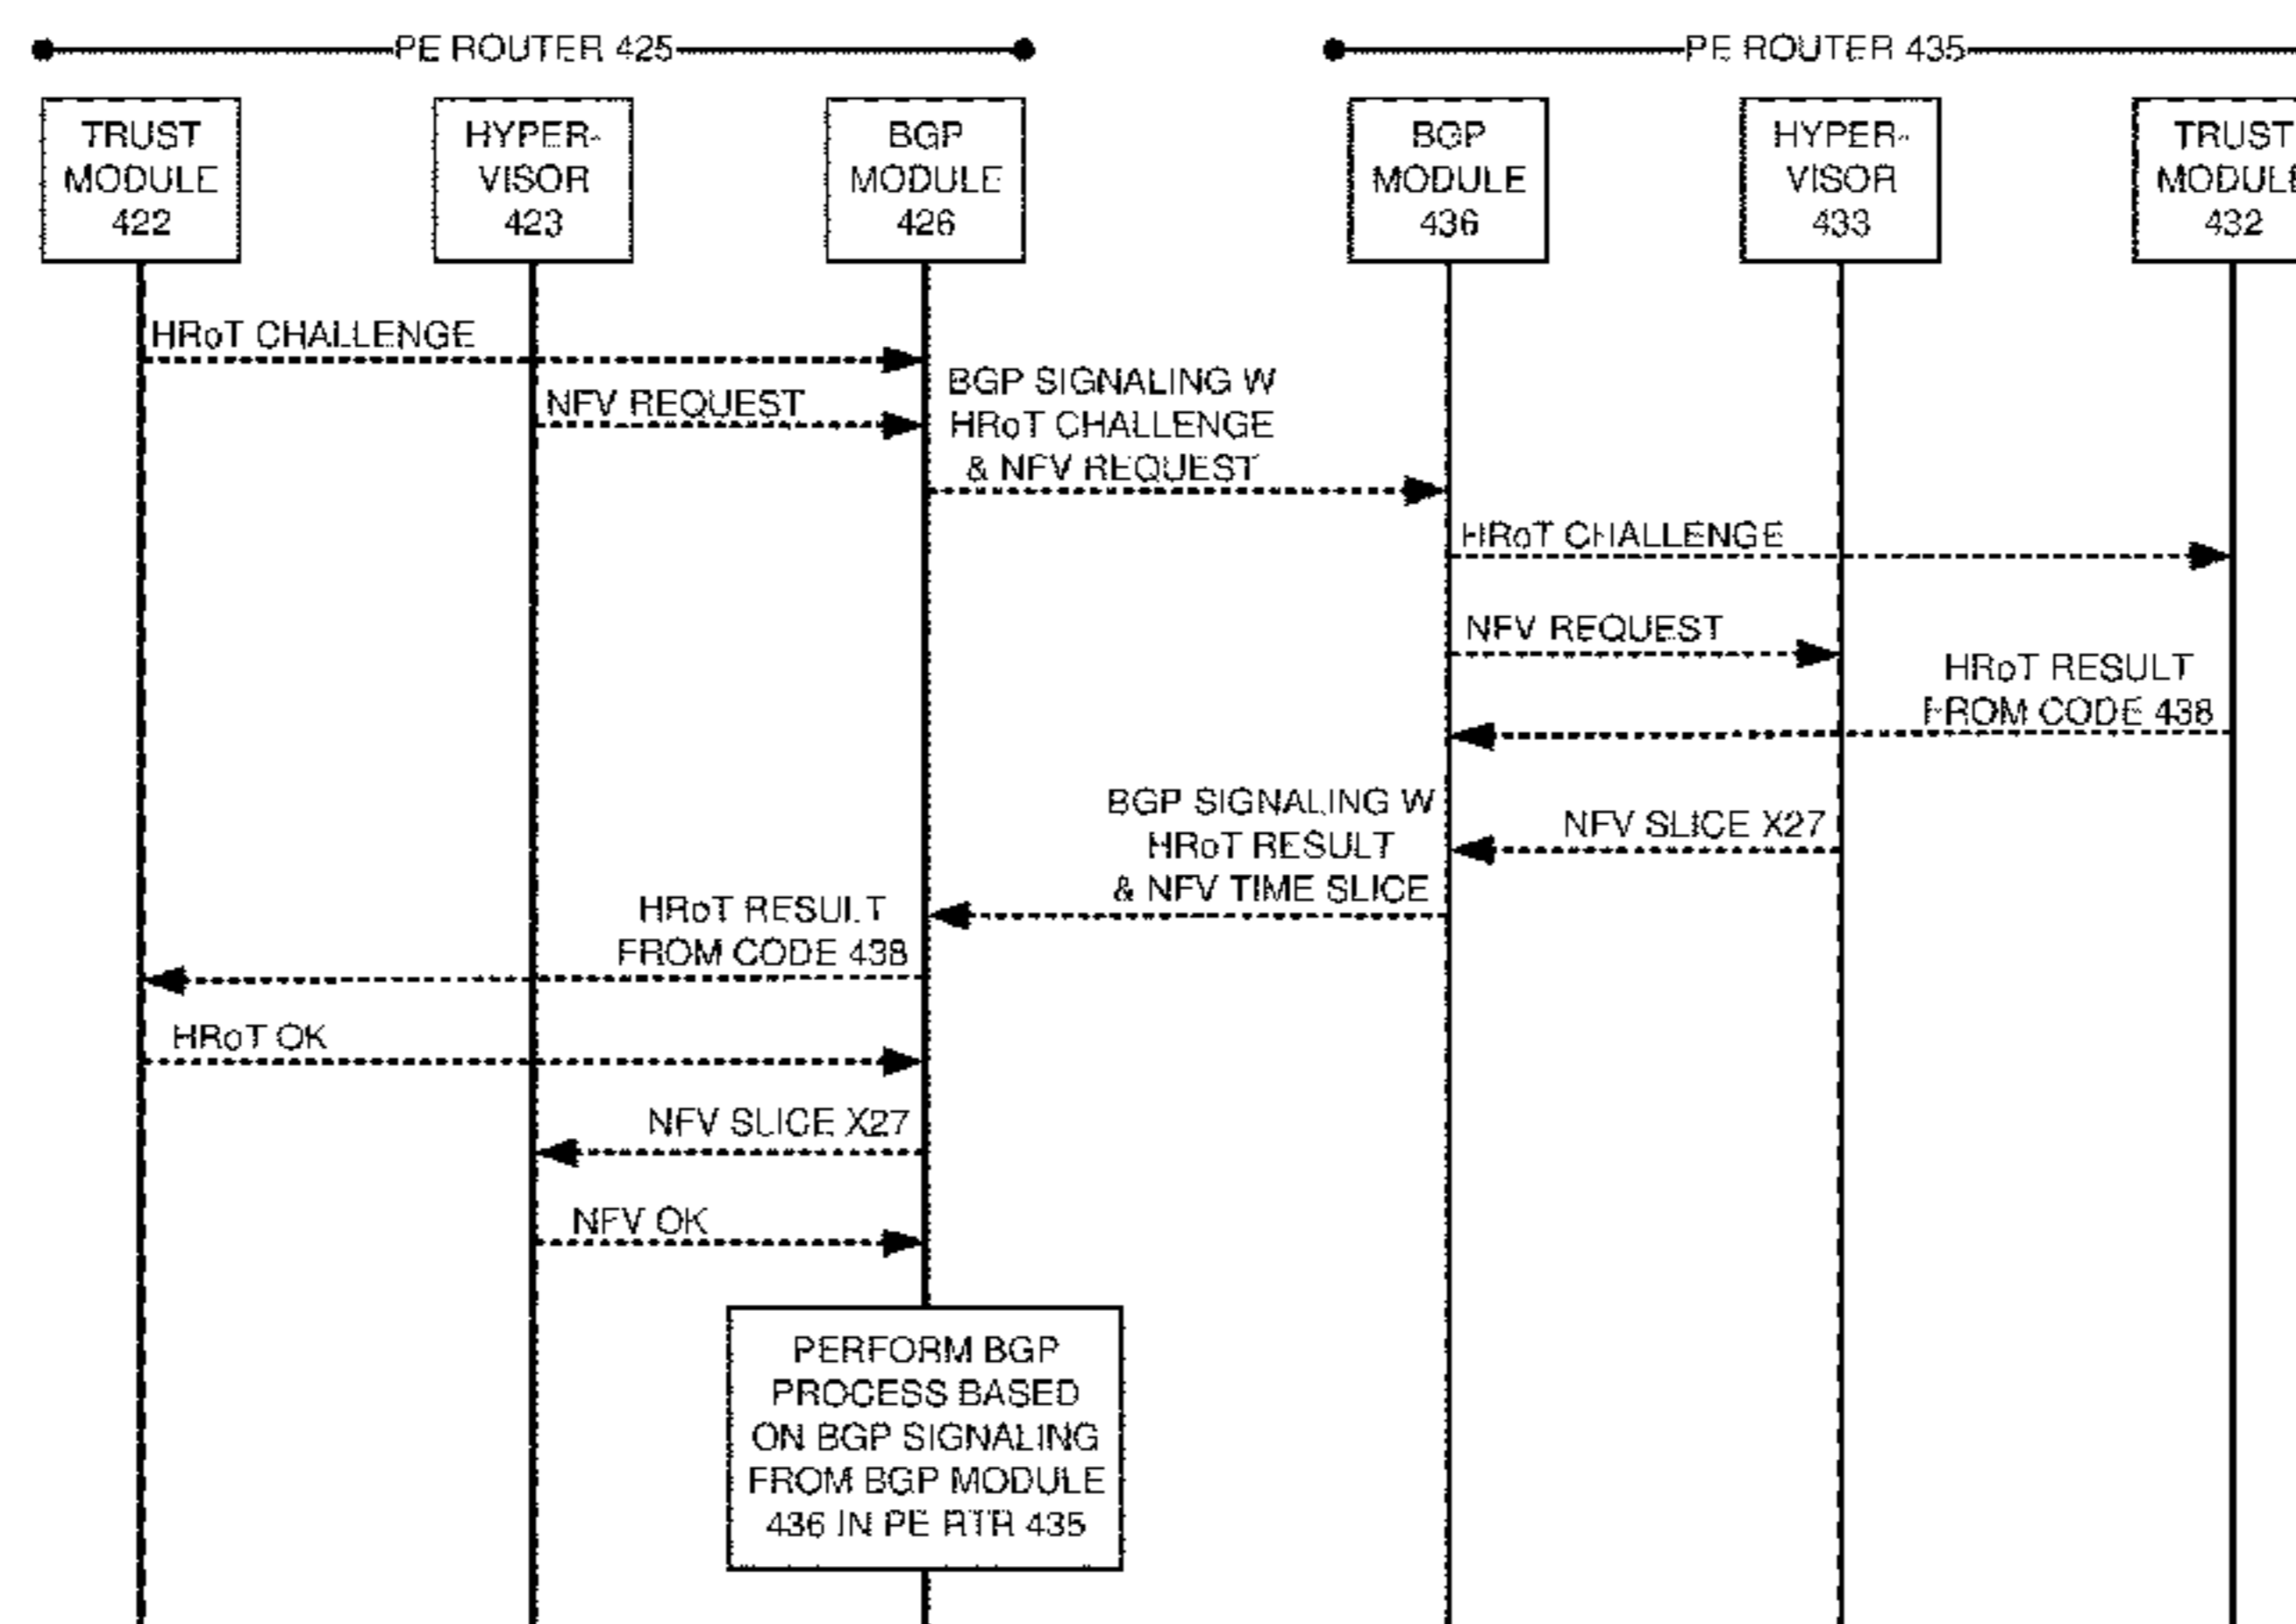 PE ROUTER 425
PE ROUTER 435
TRUST
MODULE
422
HYPER-
VISOR
423
BGP
MODULE
426
BGP
MODULE
436
HYPER-
VISOR
433
TRUST
MODULE
432
HRoT CHALLENGE
NFV REQUEST
BGP SIGNALING W
HRoT CHALLENGE
& NFV REQUEST
HRoT CHALLENGE
NFV REQUEST
HRoT RESULT
FROM CODE 438
NFV SLICE X27
BGP SIGNALING W
HRoT RESULT
& NFV TIME SLICE
HRoT RESULT
FROM CODE 438
HRoT OK
NFV SLICE X27
NFV OK
PERFORM BGP
PROCESS BASED
ON BGP SIGNALING
FROM BGP MODULE
436 IN PE RTR 435